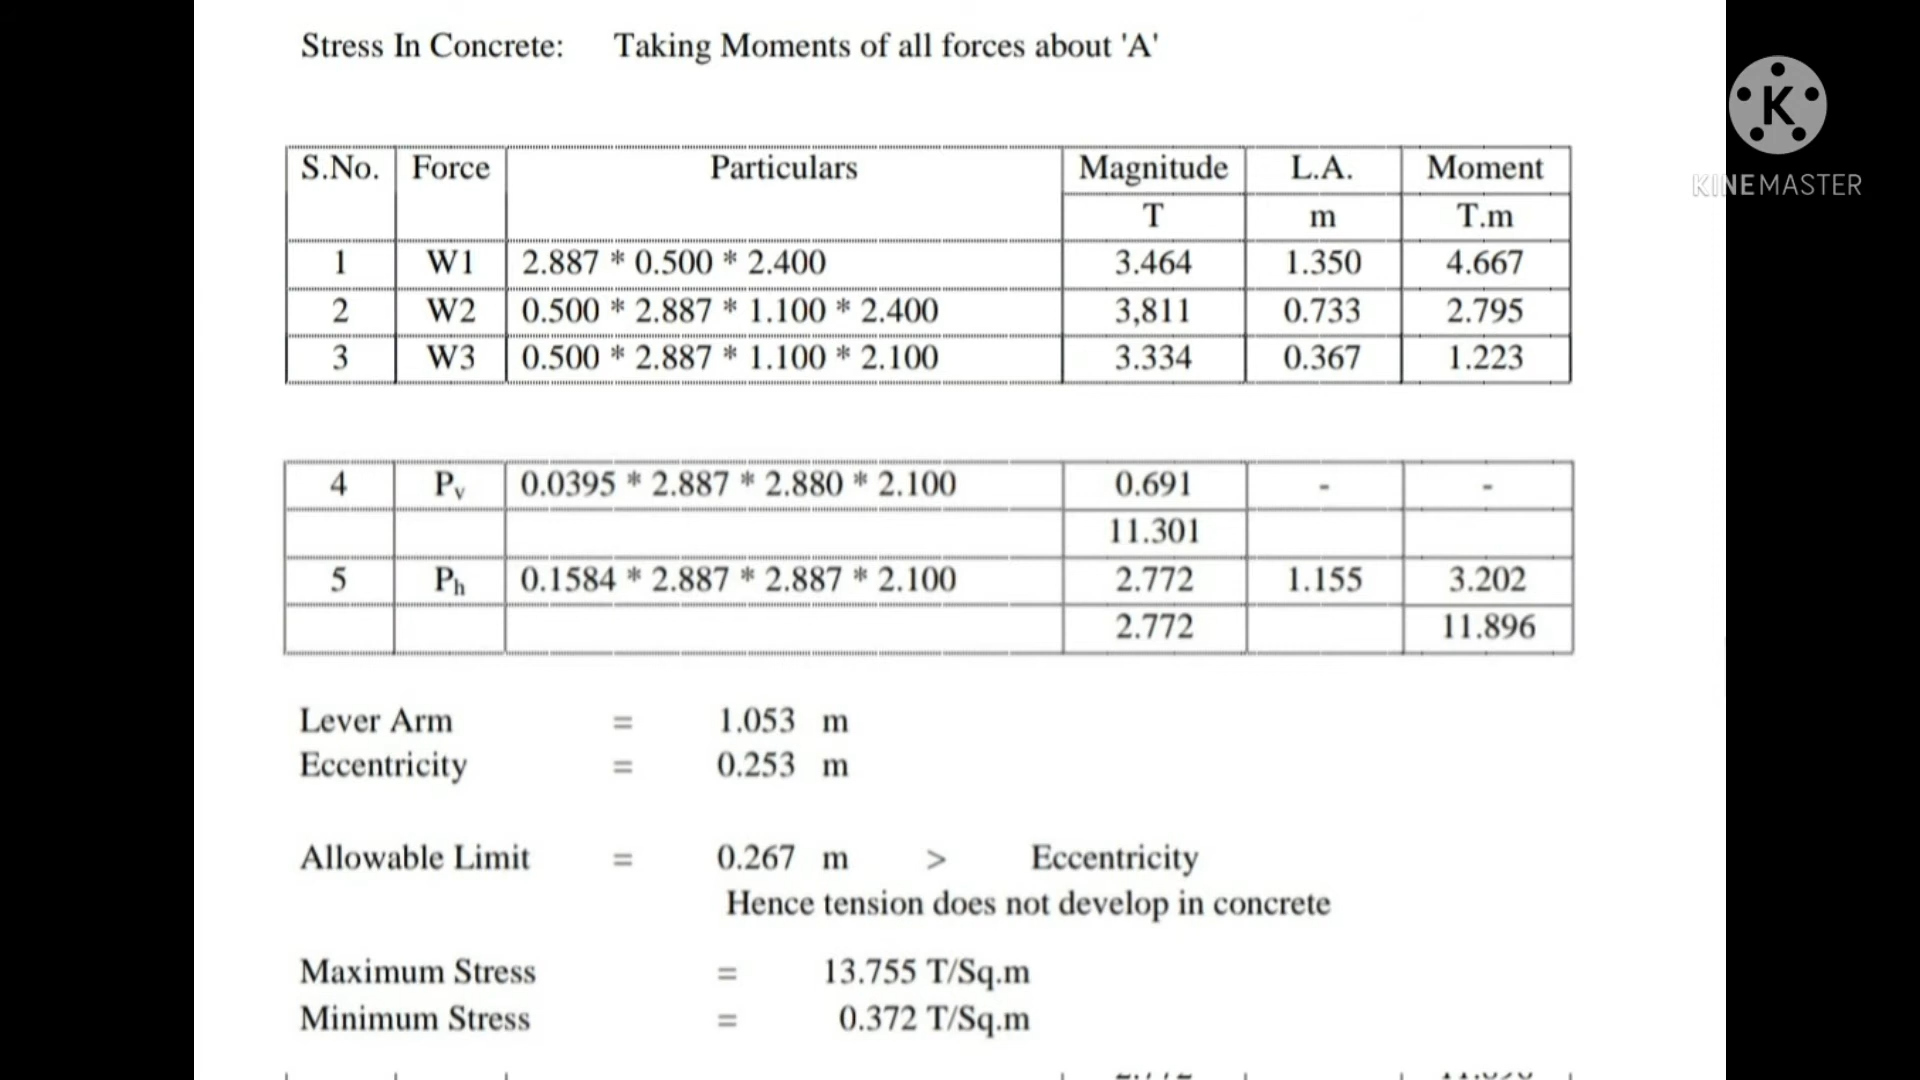 Stress In Concrete: Taking Moments of all forces about 'A'
S.No. Force Particulars Magnitude L.A. Moment
T m T.m
1 W1 2.887 * 0.500 * 2.400 3.464 1.350 4.667
2 W2 0.500 * 2.887 * 1.100 * 2.400 3,811 0.733 2.795
3 W3 0.500 * 2.887 * 1.100 * 2.100 3.334 0.367 1.223
4 Pv 0.0395 * 2.887 * 2.880 * 2.100 0.691 - -
11.301
5 Ph 0.1584 * 2.887 * 2.887 * 2.100 2.772 1.155 3.202
2.772 11.896
Lever Arm = 1.053 m
Eccentricity = 0.253 m
Allowable Limit = 0.267 m > Eccentricity
Hence tension does not develop in concrete
Maximum Stress = 13.755 T/Sq.m
Minimum Stress = 0.372 T/Sq.m
K
KINEMASTER